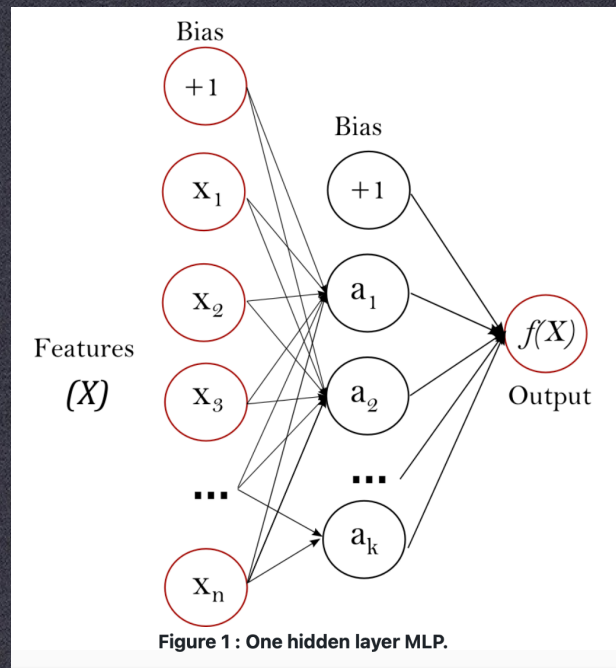 Bias
+1
Bias
x1
+1
x2
a1
f(X)
Features
(X)
x3
a2
Output
...
...
ak
xn
Figure 1 : One hidden layer MLP.